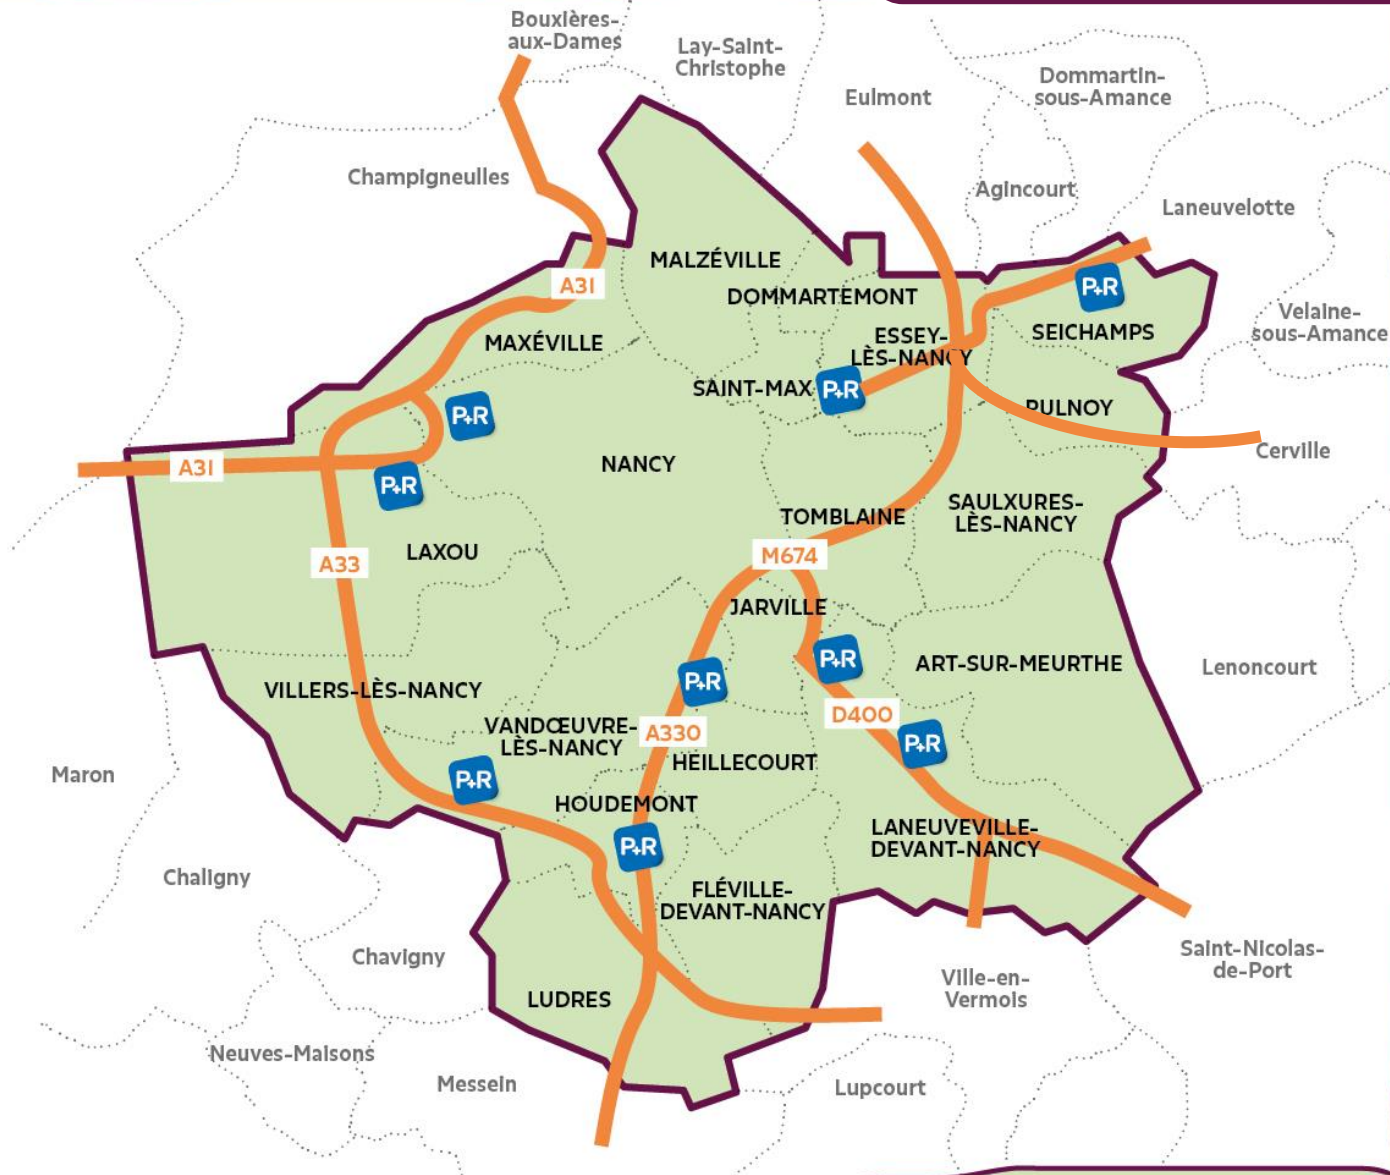 Bouxières-
aux-Dames
Lay-Saint-
Christophe
Dommartin-
sous-Amance
Eulmont
Champigneulles
Agincourt
Laneuvelotte
MALZÉVILLE
A31
P+R
DOMMARTEMONT
Velaine-
sous-Amance
MAXÉVILLE
ESSEY-
LÈS-NANCY
SEICHAMPS
SAINT-MAX
P+R
P+R
PULNOY
Cerville
A31
NANCY
P+R
TOMBLAINE
SAULXURES-
LÈS-NANCY
A33
LAXOU
M674
JARVILLE
P+R
ART-SUR-MEURTHE
Lenoncourt
P+R
VILLERS-LÈS-NANCY
D400
VANDŒUVRE-
LÈS-NANCY
A330
P+R
HEILLECOURT
Maron
P+R
HOUDEMONT
LANEUVEVILLE-
DEVANT-NANCY
P+R
Chaligny
FLÉVILLE-
DEVANT-NANCY
Chavigny
Saint-Nicolas-
de-Port
Ville-en-
Vermois
LUDRES
Neuves-Maisons
Messein
Lupcourt